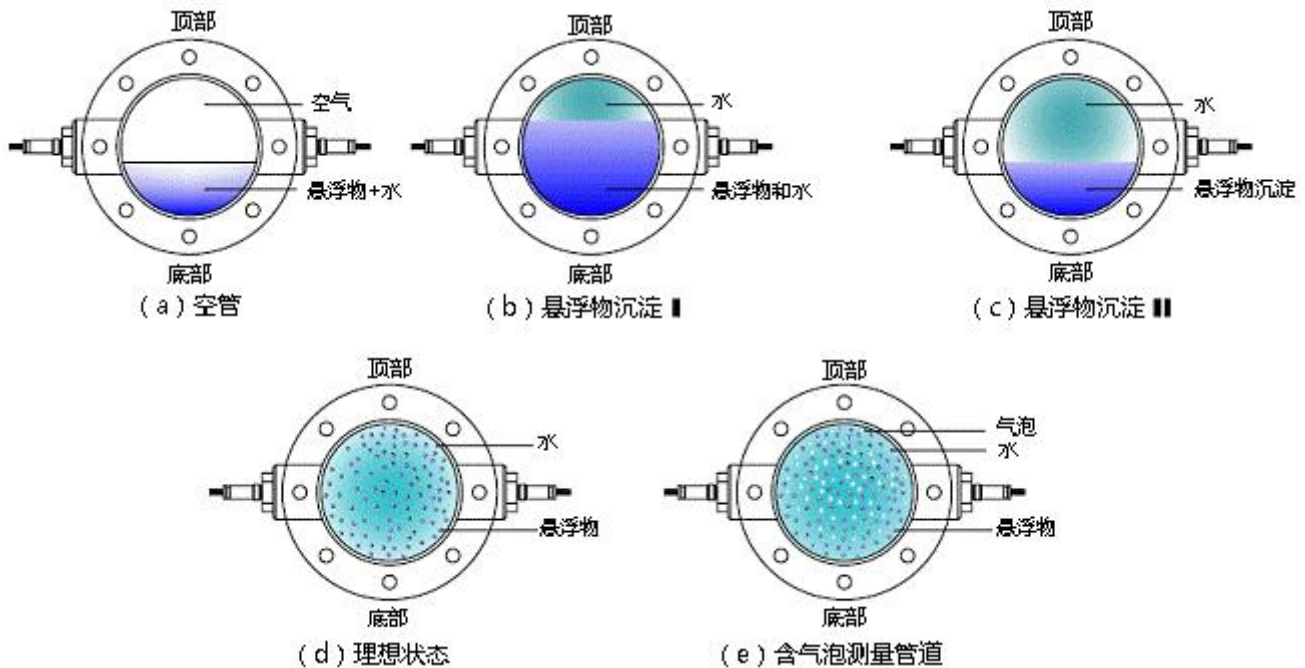 顶部
空气
悬浮物+水
底部
(a)空管
顶部
水
悬浮物和水
底部
(b)悬浮物沉淀 I
顶部
水
悬浮物沉淀
底部
(c)悬浮物沉淀 II
顶部
水
悬浮物
底部
(d)理想状态
顶部
气泡
水
悬浮物
底部
(e)含气泡测量管道